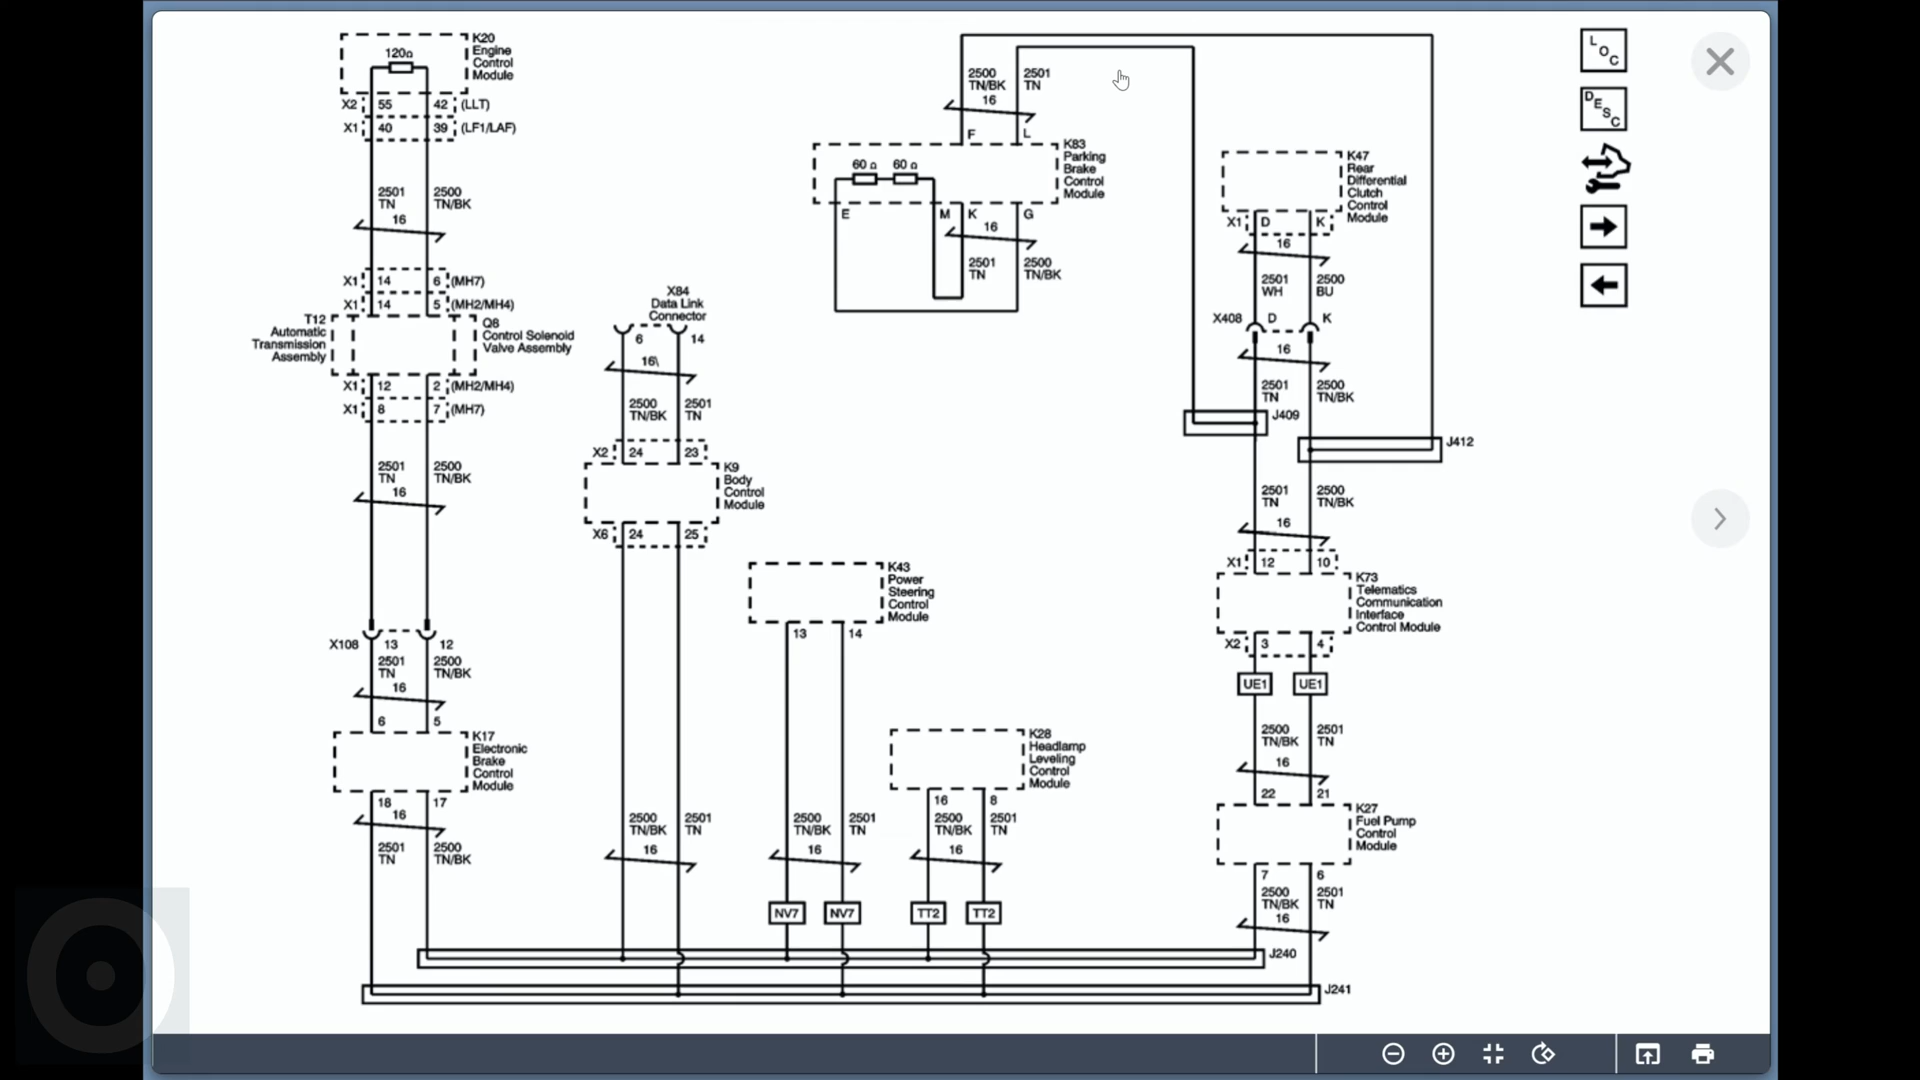 120Ω
K20
Engine
Control
Module
X2 55 42 (LLT)
X1 40 39 (LF1/LAF)
2501
TN
2500
TN/BK
16
X1 14 6 (MH7)
X1 14 5 (MH2/MH4)
T12
Automatic
Transmission
Assembly
Q8
Control Solenoid
Valve Assembly
X1 12 2 (MH2/MH4)
X1 8 7 (MH7)
2501
TN
2500
TN/BK
16
X108 13 12
2501
TN
2500
TN/BK
16
6 5
K17
Electronic
Brake
Control
Module
18 17
16
2501
TN
2500
TN/BK
X84
Data Link
Connector
6 14
16\
2500
TN/BK
2501
TN
X2 24 23
K9
Body
Control
Module
X6 24 25
2500
TN/BK
2501
TN
16
K43
Power
Steering
Control
Module
13 14
2500
TN/BK
2501
TN
16
NV7 NV7
K28
Headlamp
Leveling
Control
Module
16 8
2500
TN/BK
2501
TN
16
TT2 TT2
2500
TN/BK
2501
TN
16
F L
60 Ω 60 Ω
K83
Parking
Brake
Control
Module
E M K G
16
2501
TN
2500
TN/BK
K47
Rear
Differential
Clutch
Control
Module
X1 D K
16
2501
WH
2500
BU
X408 D K
16
2501
TN
2500
TN/BK
J409
J412
2501
TN
2500
TN/BK
16
X1 12 10
K73
Telematics
Communication
Interface
Control Module
X2 3 4
UE1 UE1
2500
TN/BK
2501
TN
16
22 21
K27
Fuel Pump
Control
Module
7 6
2500
TN/BK
2501
TN
16
J240
J241
LOC
DESC